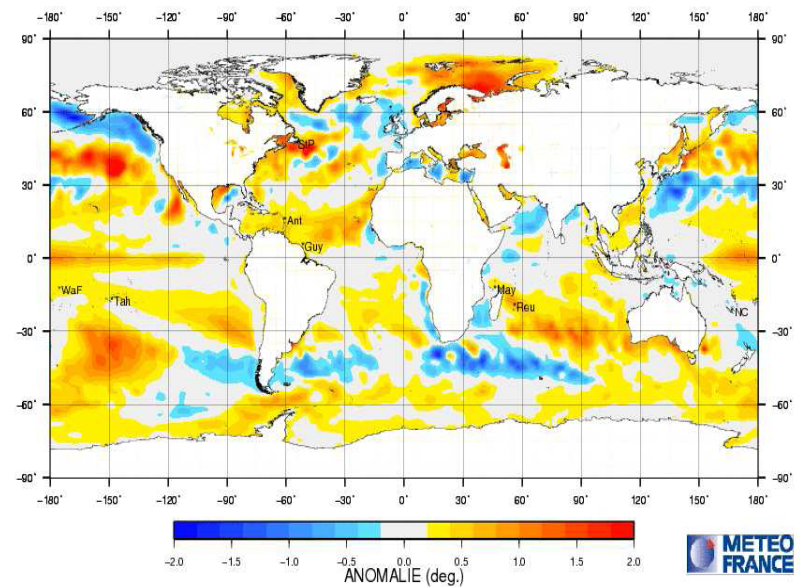 -180° -150° -120° -90° -60° -30° 0° 30° 60° 90° 120° 150° 180°
90° 90°
60° 60°
SIP
30° 30°
Ant
Guy
0° 0°
WaF May
Tah Reu
NC
-30° -30°
-60° -60°
-90° -90°
-180° -150° -120° -90° -60° -30° 0° 30° 60° 90° 120° 150° 180°
-2.0 -1.5 -1.0 -0.5 0.0 0.5 1.0 1.5 2.0
ANOMALIE (deg.)
METEO
FRANCE